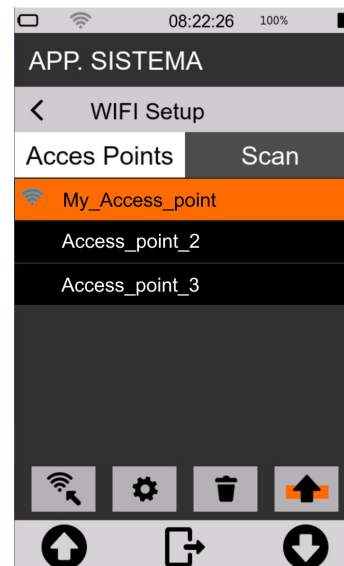 08:22:26 100%
APP. SISTEMA
WIFI Setup
Acces Points Scan
My_Access_point
Access_point_2
Access_point_3